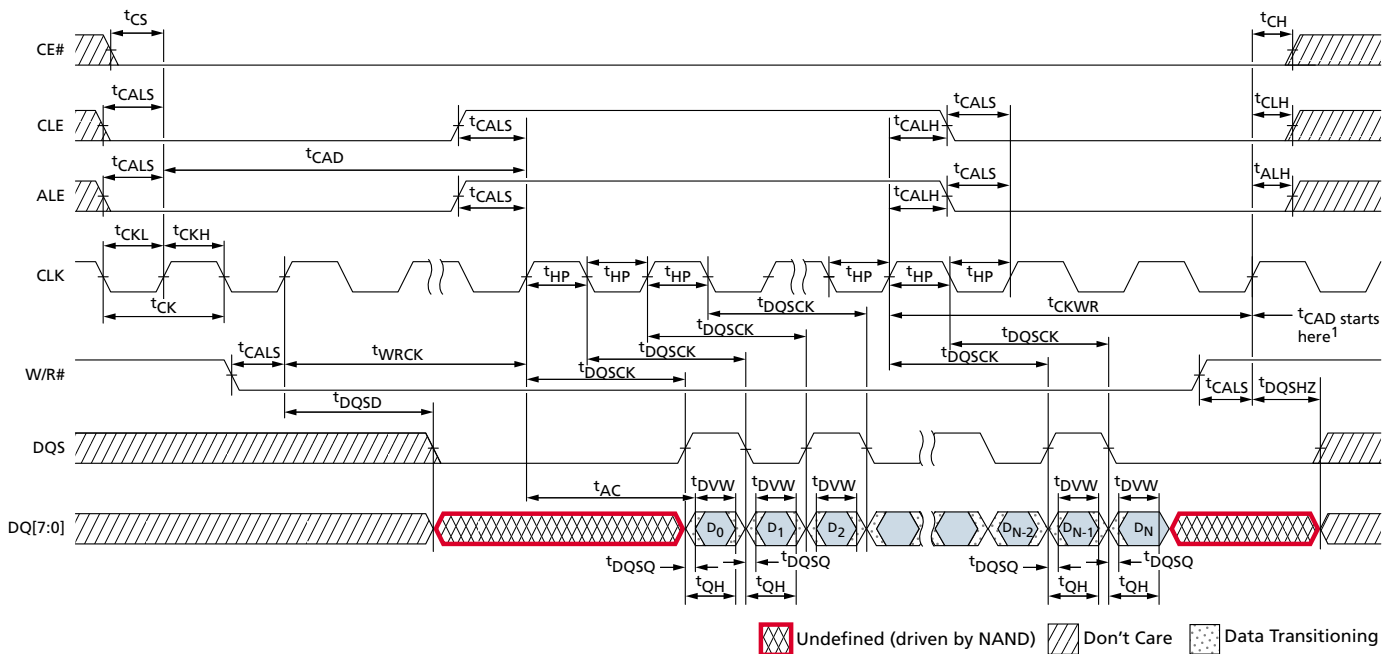 tCS
tCH
CE#
tCALS
tCALS
tCLH
CLE
tCALS
tCALH
tCAD
tCALS
tCALS
tALH
ALE
tCALS
tCALH
tCKL
tCKH
CLK
tHP
tHP
tHP
tHP
tHP
tHP
tCK
tDQSCK
tCKWR
tCAD starts
here1
tDQSCK
tDQSCK
tCALS
tWRCK
tDQSCK
tDQSCK
W/R#
tDQSCK
tCALS
tDQSHZ
tDQSD
DQS
tAC
tDVW
tDVW
tDVW
tDVW
tDVW
DQ[7:0]
D0
D1
D2
DN-2
DN-1
DN
tDQSQ
tDQSQ
tDQSQ
tDQSQ
tQH
tQH
tQH
tQH
Undefined (driven by NAND)
Don't Care
Data Transitioning